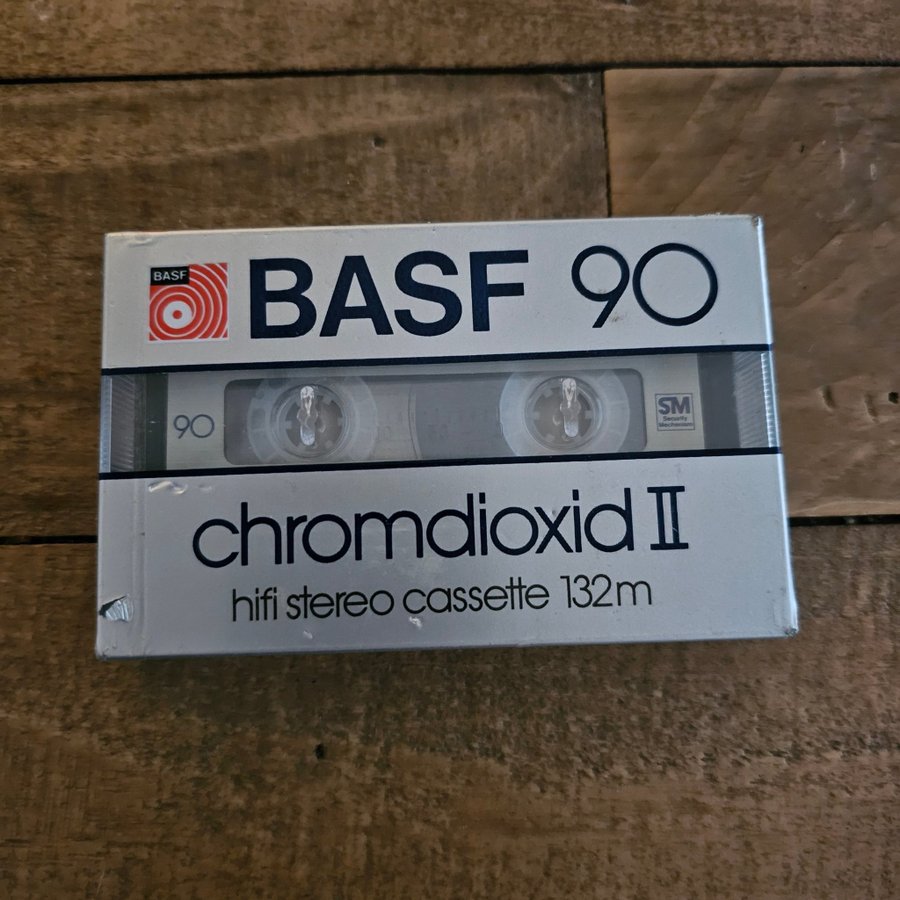 BASF
BASF 90
90
SM
Security
Mechanism
chromdioxid II
hifi stereo cassette 132m